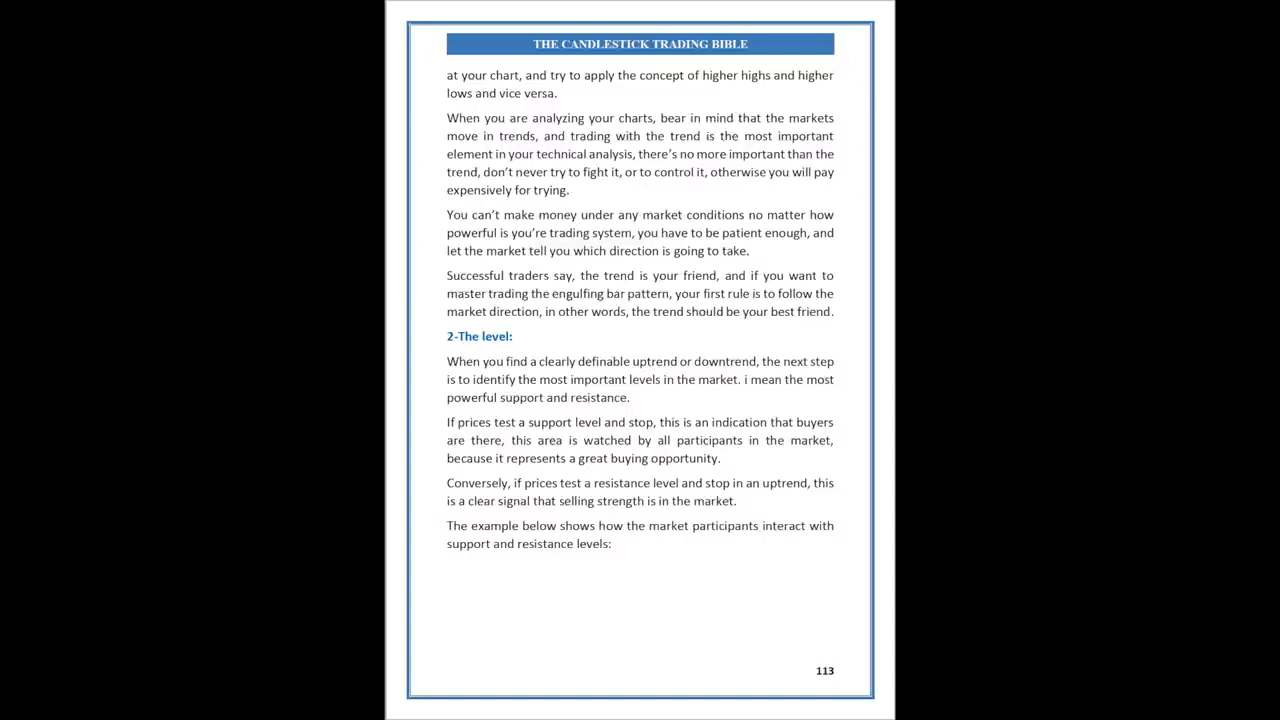 THE CANDLESTICK TRADING BIBLE
at your chart, and try to apply the concept of higher highs and higher
lows and vice versa.
When you are analyzing your charts, bear in mind that the markets
move in trends, and trading with the trend is the most important
element in your technical analysis, there’s no more important than the
trend, don’t never try to fight it, or to control it, otherwise you will pay
expensively for trying.
You can’t make money under any market conditions no matter how
powerful is you’re trading system, you have to be patient enough, and
let the market tell you which direction is going to take.
Successful traders say, the trend is your friend, and if you want to
master trading the engulfing bar pattern, your first rule is to follow the
market direction, in other words, the trend should be your best friend.
2-The level:
When you find a clearly definable uptrend or downtrend, the next step
is to identify the most important levels in the market. i mean the most
powerful support and resistance.
If prices test a support level and stop, this is an indication that buyers
are there, this area is watched by all participants in the market,
because it represents a great buying opportunity.
Conversely, if prices test a resistance level and stop in an uptrend, this
is a clear signal that selling strength is in the market.
The example below shows how the market participants interact with
support and resistance levels:
113